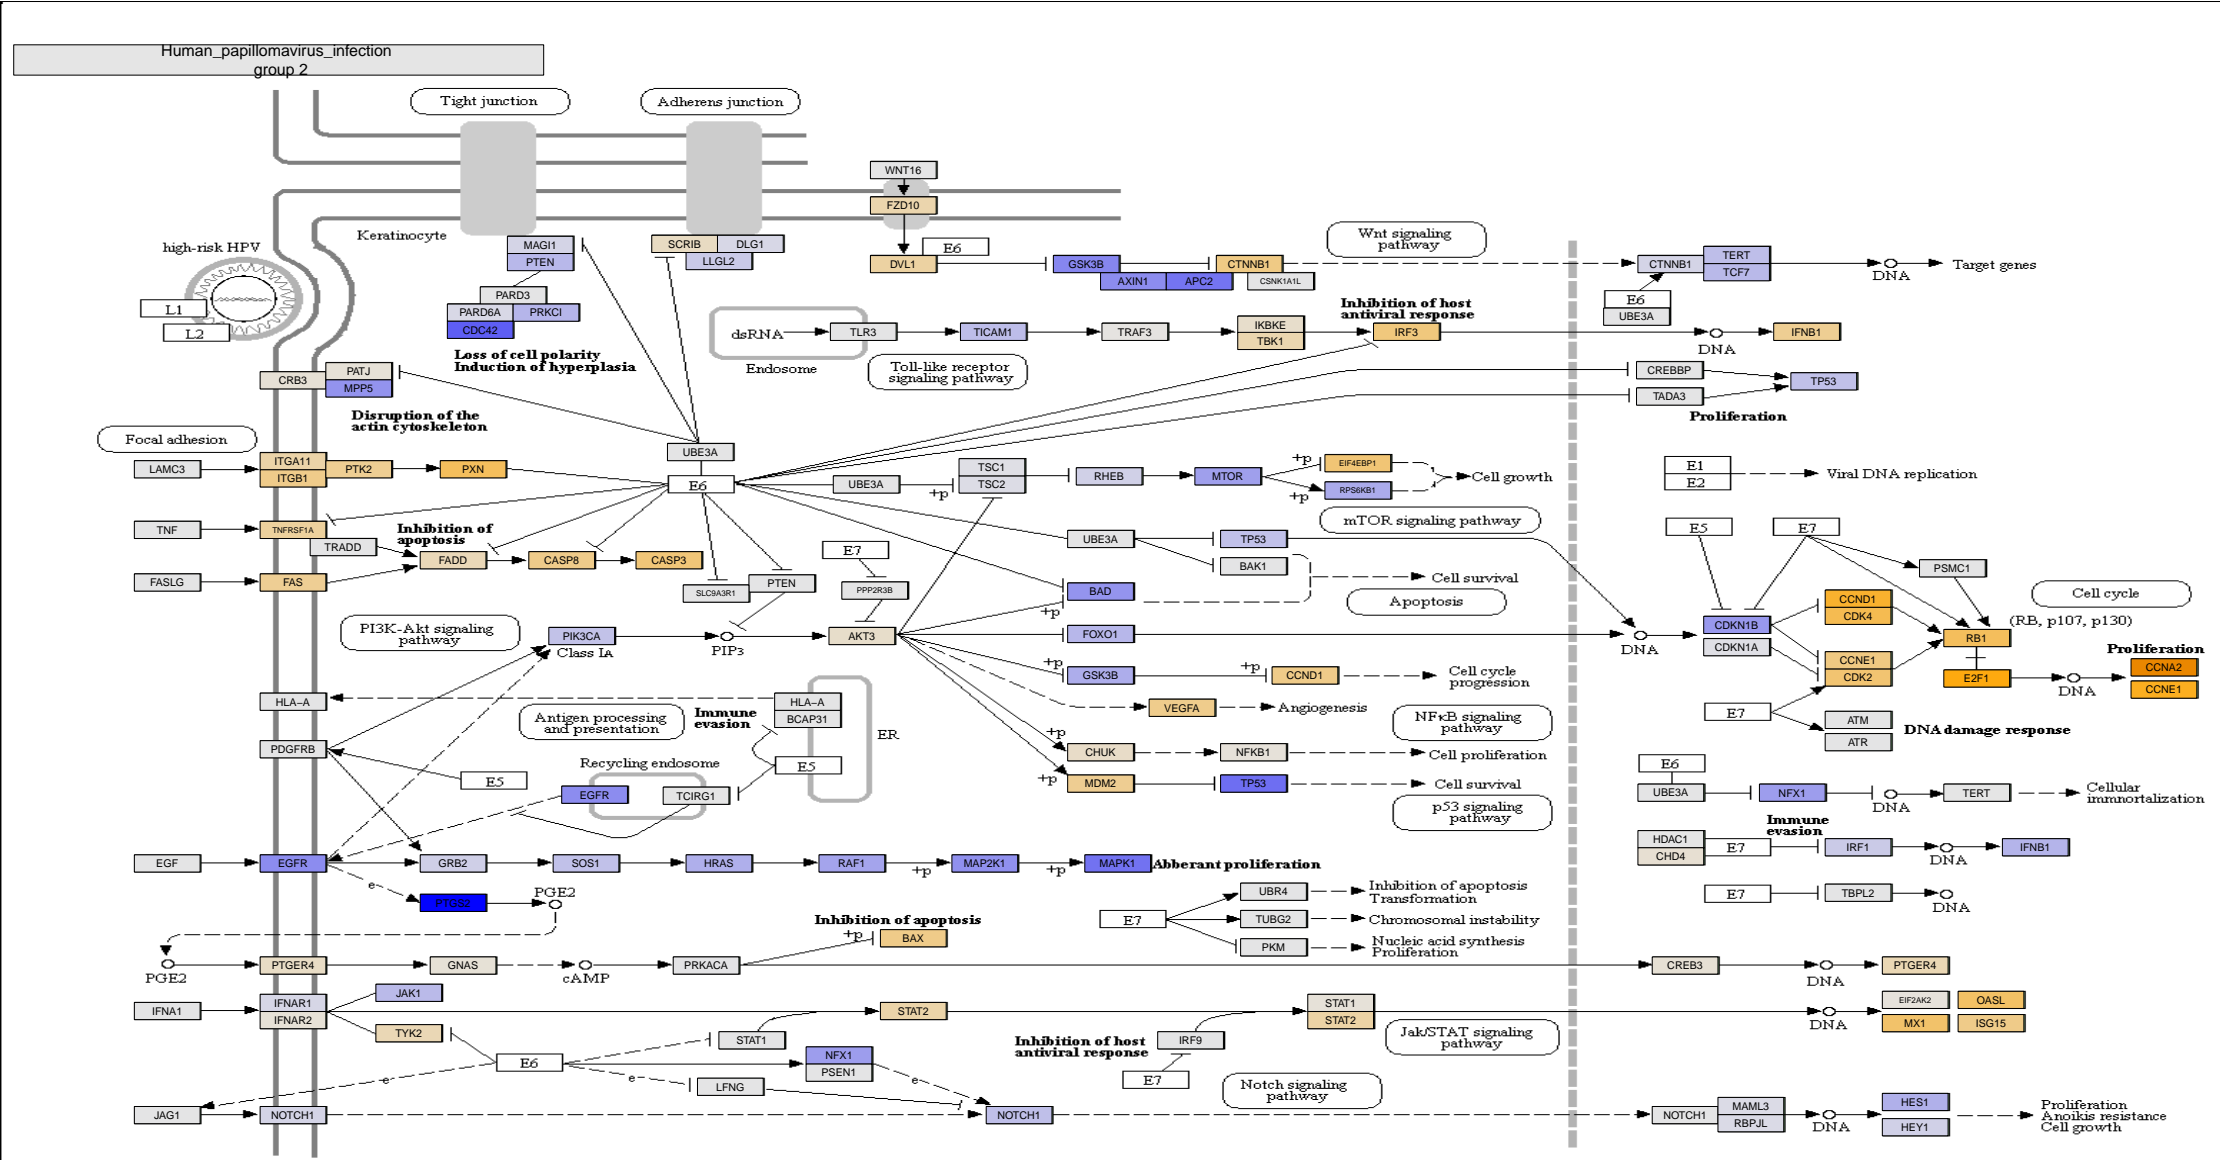 Human_papillomavirus_infection
group 2
Tight junction
Adherens junction
WNT16
FZD10
Keratinocyte
high-risk HPV
MAGI1
PTEN
SCRIB
DLG1
LLGL2
E6
DVL1
GSK3B
CTNNB1
AXIN1
APC2
CSNK1A1L
Wnt signaling
pathway
CTNNB1
TERT
TCF7
DNA
Target genes
E6
UBE3A
L1
L2
PARD3
PARD6A
PRKCI
CDC42
Loss of cell polarity
Induction of hyperplasia
dsRNA
Endosome
TLR3
TICAM1
TRAF3
IKBKE
TBK1
Inhibition of host
antiviral response
IRF3
DNA
IFNB1
Toll-like receptor
signaling pathway
CRB3
PATJ
MPP5
Disruption of the
actin cytoskeleton
CREBBP
TADA3
TP53
Proliferation
Focal adhesion
LAMC3
ITGA11
ITGB1
PTK2
PXN
UBE3A
E6
UBE3A
+p
TSC1
TSC2
RHEB
MTOR
+p
+p
EIF4EBP1
RPS6KB1
Cell growth
mTOR signaling pathway
E1
E2
Viral DNA replication
TNF
TNFRSF1A
TRADD
Inhibition of
apoptosis
FADD
CASP8
CASP3
FASLG
FAS
SLC9A3R1
PTEN
E7
PPP2R3B
UBE3A
TP53
BAK1
BAD
+p
Cell survival
Apoptosis
E5
E7
PSMC1
Cell cycle
(RB, p107, p130)
PI3K-Akt signaling
pathway
PIK3CA
Class IA
PIP3
AKT3
FOXO1
DNA
CDKN1B
CDKN1A
CCND1
CDK4
CCNE1
CDK2
RB1
E2F1
DNA
Proliferation
CCNA2
CCNE1
+p
GSK3B
+p
CCND1
Cell cycle
progression
VEGFA
Angiogenesis
NFκB signaling
pathway
+p
CHUK
NFKB1
Cell proliferation
+p
MDM2
TP53
Cell survival
p53 signaling
pathway
E7
ATM
ATR
DNA damage response
HLA−A
HLA−A
BCAP31
Antigen processing
and presentation
Immune
evasion
ER
PDGFRB
E5
E5
Recycling endosome
EGFR
TCIRG1
E6
UBE3A
NFX1
DNA
TERT
Cellular
immnortalization
EGF
EGFR
GRB2
SOS1
HRAS
RAF1
+p
MAP2K1
+p
MAPK1
Abberant proliferation
HDAC1
CHD4
E7
Immune
evasion
IRF1
DNA
IFNB1
e
PTGS2
PGE2
E7
UBR4
TUBG2
PKM
Inhibition of apoptosis
Transformation
Chromosomal instability
Nucleic acid synthesis
Proliferation
E7
TBPL2
DNA
Inhibition of apoptosis
+p
BAX
PGE2
PTGER4
GNAS
cAMP
PRKACA
CREB3
DNA
PTGER4
IFNA1
IFNAR1
IFNAR2
JAK1
TYK2
STAT2
STAT1
STAT1
STAT2
IRF9
E7
Inhibition of host
antiviral response
Jak/STAT signaling
pathway
DNA
EIF2AK2
OASL
MX1
ISG15
E6
NFX1
PSEN1
e
e
e
LFNG
JAG1
NOTCH1
NOTCH1
Notch signaling
pathway
NOTCH1
MAML3
RBPJL
DNA
HES1
HEY1
Proliferation
Anoikis resistance
Cell growth